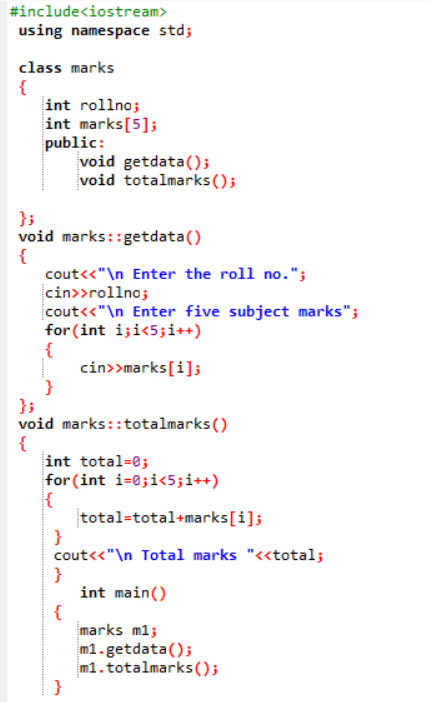 #include<iostream>
using namespace std;
class marks
{
int rollno;
int marks[5];
public:
void getdata();
void totalmarks();
};
void marks::getdata()
{
cout<<"\n Enter the roll no.";
cin>>rollno;
cout<<"\n Enter five subject marks";
for(int i;i<5;i++)
{
cin>>marks[i];
}
};
void marks::totalmarks()
{
int total=0;
for(int i=0;i<5;i++)
{
total=total+marks[i];
}
cout<<"\n Total marks "<<total;
}
int main()
{
marks m1;
m1.getdata();
m1.totalmarks();
}